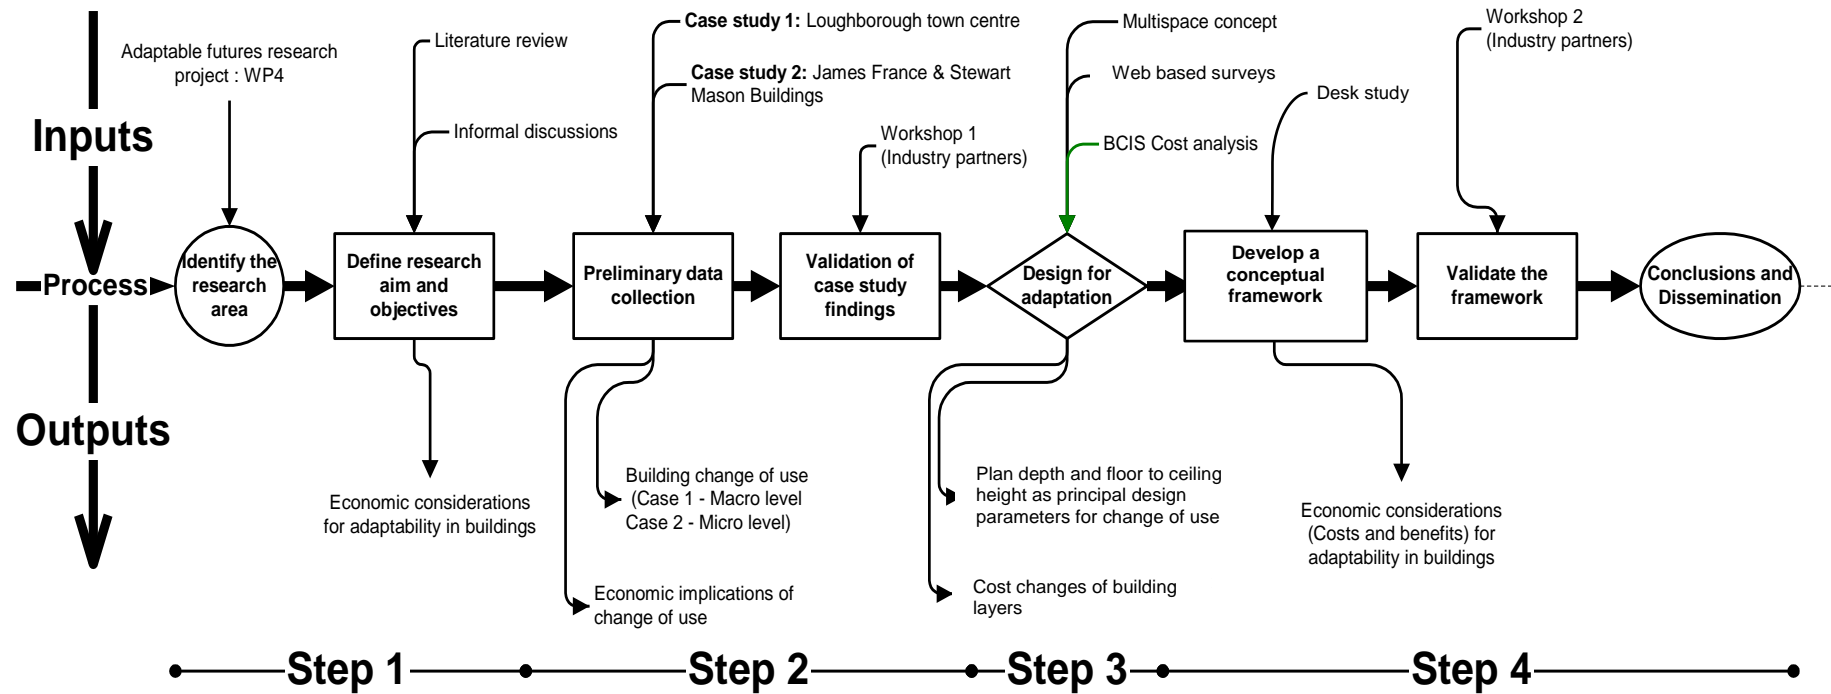 Inputs
Process
Outputs
Adaptable futures research
project : WP4
Literature review
Informal discussions
Case study 1: Loughborough town centre
Case study 2: James France & Stewart
Mason Buildings
Workshop 1
(Industry partners)
Multispace concept
Web based surveys
BCIS Cost analysis
Desk study
Workshop 2
(Industry partners)
Identify the
research
area
Define research
aim and
objectives
Preliminary data
collection
Validation of
case study
findings
Design for
adaptation
Develop a
conceptual
framework
Validate the
framework
Conclusions and
Dissemination
Economic considerations
for adaptability in buildings
Building change of use
(Case 1 - Macro level
Case 2 - Micro level)
Economic implications of
change of use
Plan depth and floor to ceiling
height as principal design
parameters for change of use
Cost changes of building
layers
Economic considerations
(Costs and benefits) for
adaptability in buildings
Step 1
Step 2
Step 3
Step 4